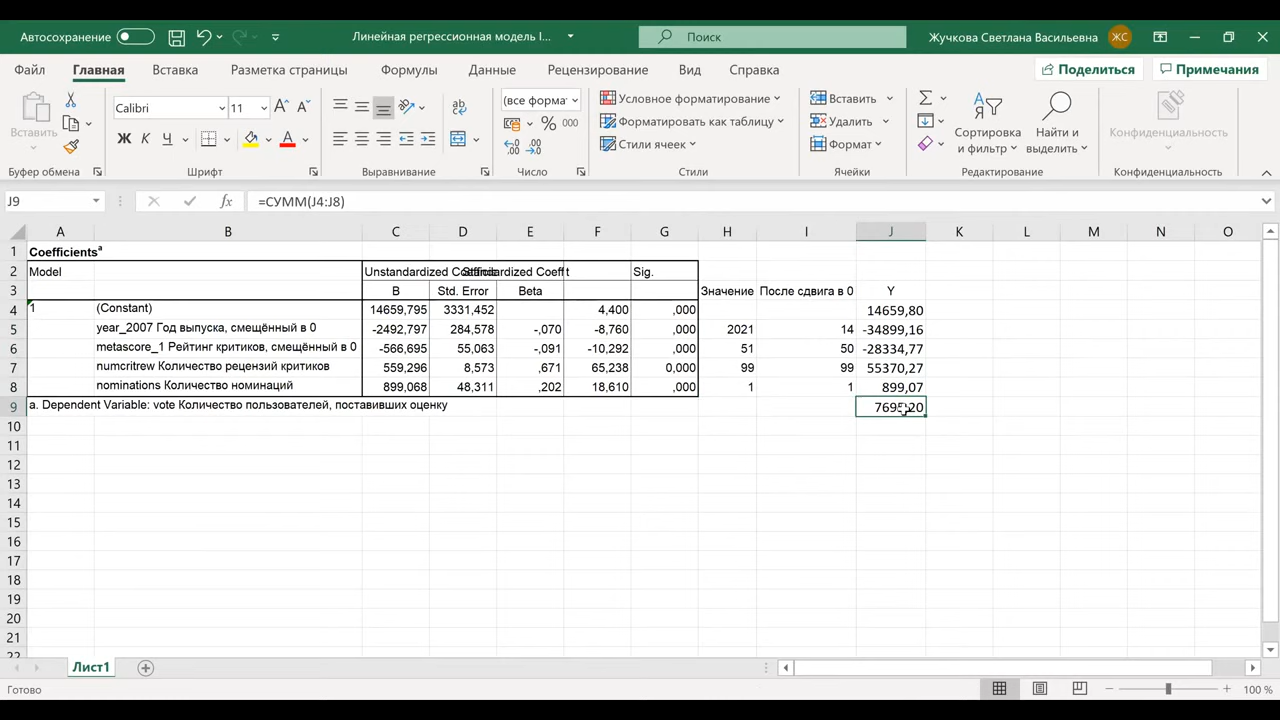 Автосохранение
Линейная регрессионная модель I...
Поиск
Жучкова Светлана Васильевна ЖС
Файл Главная Вставка Разметка страницы Формулы Данные Рецензирование Вид Справка Поделиться Примечания
Вставить
Calibri 11
Ж К Ч
(все форма
% 000
Условное форматирование
Форматировать как таблицу
Стили ячеек
Вставить
Удалить
Формат
Сортировка и фильтр
Найти и выделить
Конфиденциальность
Буфер обмена Шрифт Выравнивание Число Стили Ячейки Редактирование Конфиденциальность
J9 fx =СУММ(J4:J8)
A B C D E F G H I J K L M N O
1 Coefficientsa
2 Model Unstandardized Standardized Coeff t Sig.
3 B Std. Error Beta Значение После сдвига в 0 Y
4 1 (Constant) 14659,795 3331,452 4,400 ,000 14659,80
5 year_2007 Год выпуска, смещённый в 0 -2492,797 284,578 -,070 -8,760 ,000 2021 14 -34899,16
6 metascore_1 Рейтинг критиков, смещённый в 0 -566,695 55,063 -,091 -10,292 ,000 51 50 -28334,77
7 numcritrew Количество рецензий критиков 559,296 8,573 ,671 65,238 0,000 99 99 55370,27
8 nominations Количество номинаций 899,068 48,311 ,202 18,610 ,000 1 1 899,07
9 a. Dependent Variable: vote Количество пользователей, поставивших оценку
10
11
12
13
14
15
16
17
18
19
20
21
22
Лист1
Готово
100 %